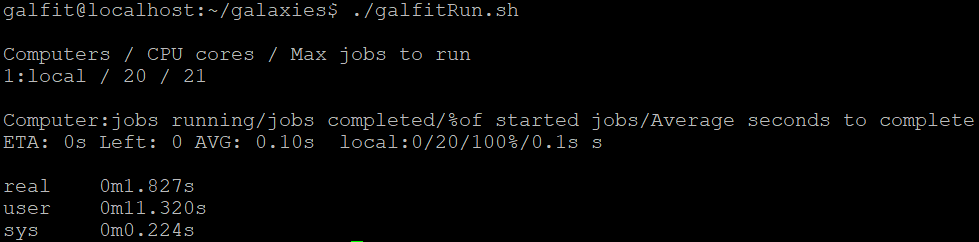 galfit@localhost:~/galaxies$ ./galfitRun.sh
Computers / CPU cores / Max jobs to run
1:local / 20 / 21
Computer:jobs running/jobs completed/%of started jobs/Average seconds to complete
ETA: 0s Left: 0 AVG: 0.10s  local:0/20/100%/0.1s s
real    0m1.827s
user    0m11.320s
sys     0m0.224s